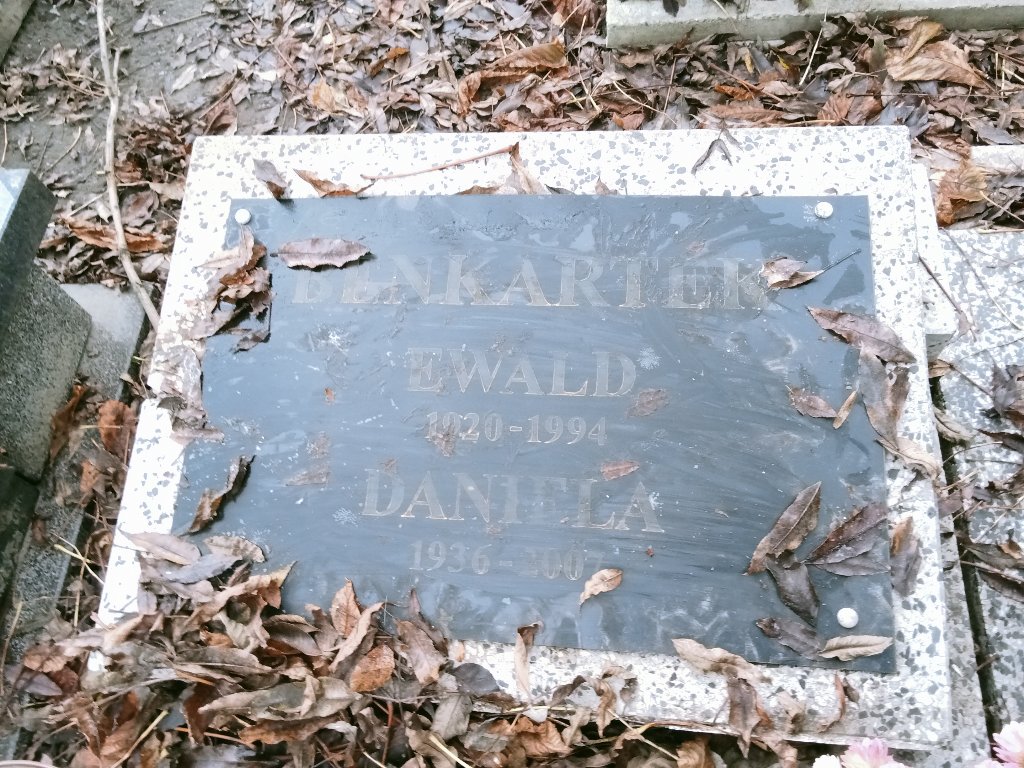 BENKARTEK
EWALD
1920-1994
DANIELA
1936-2007